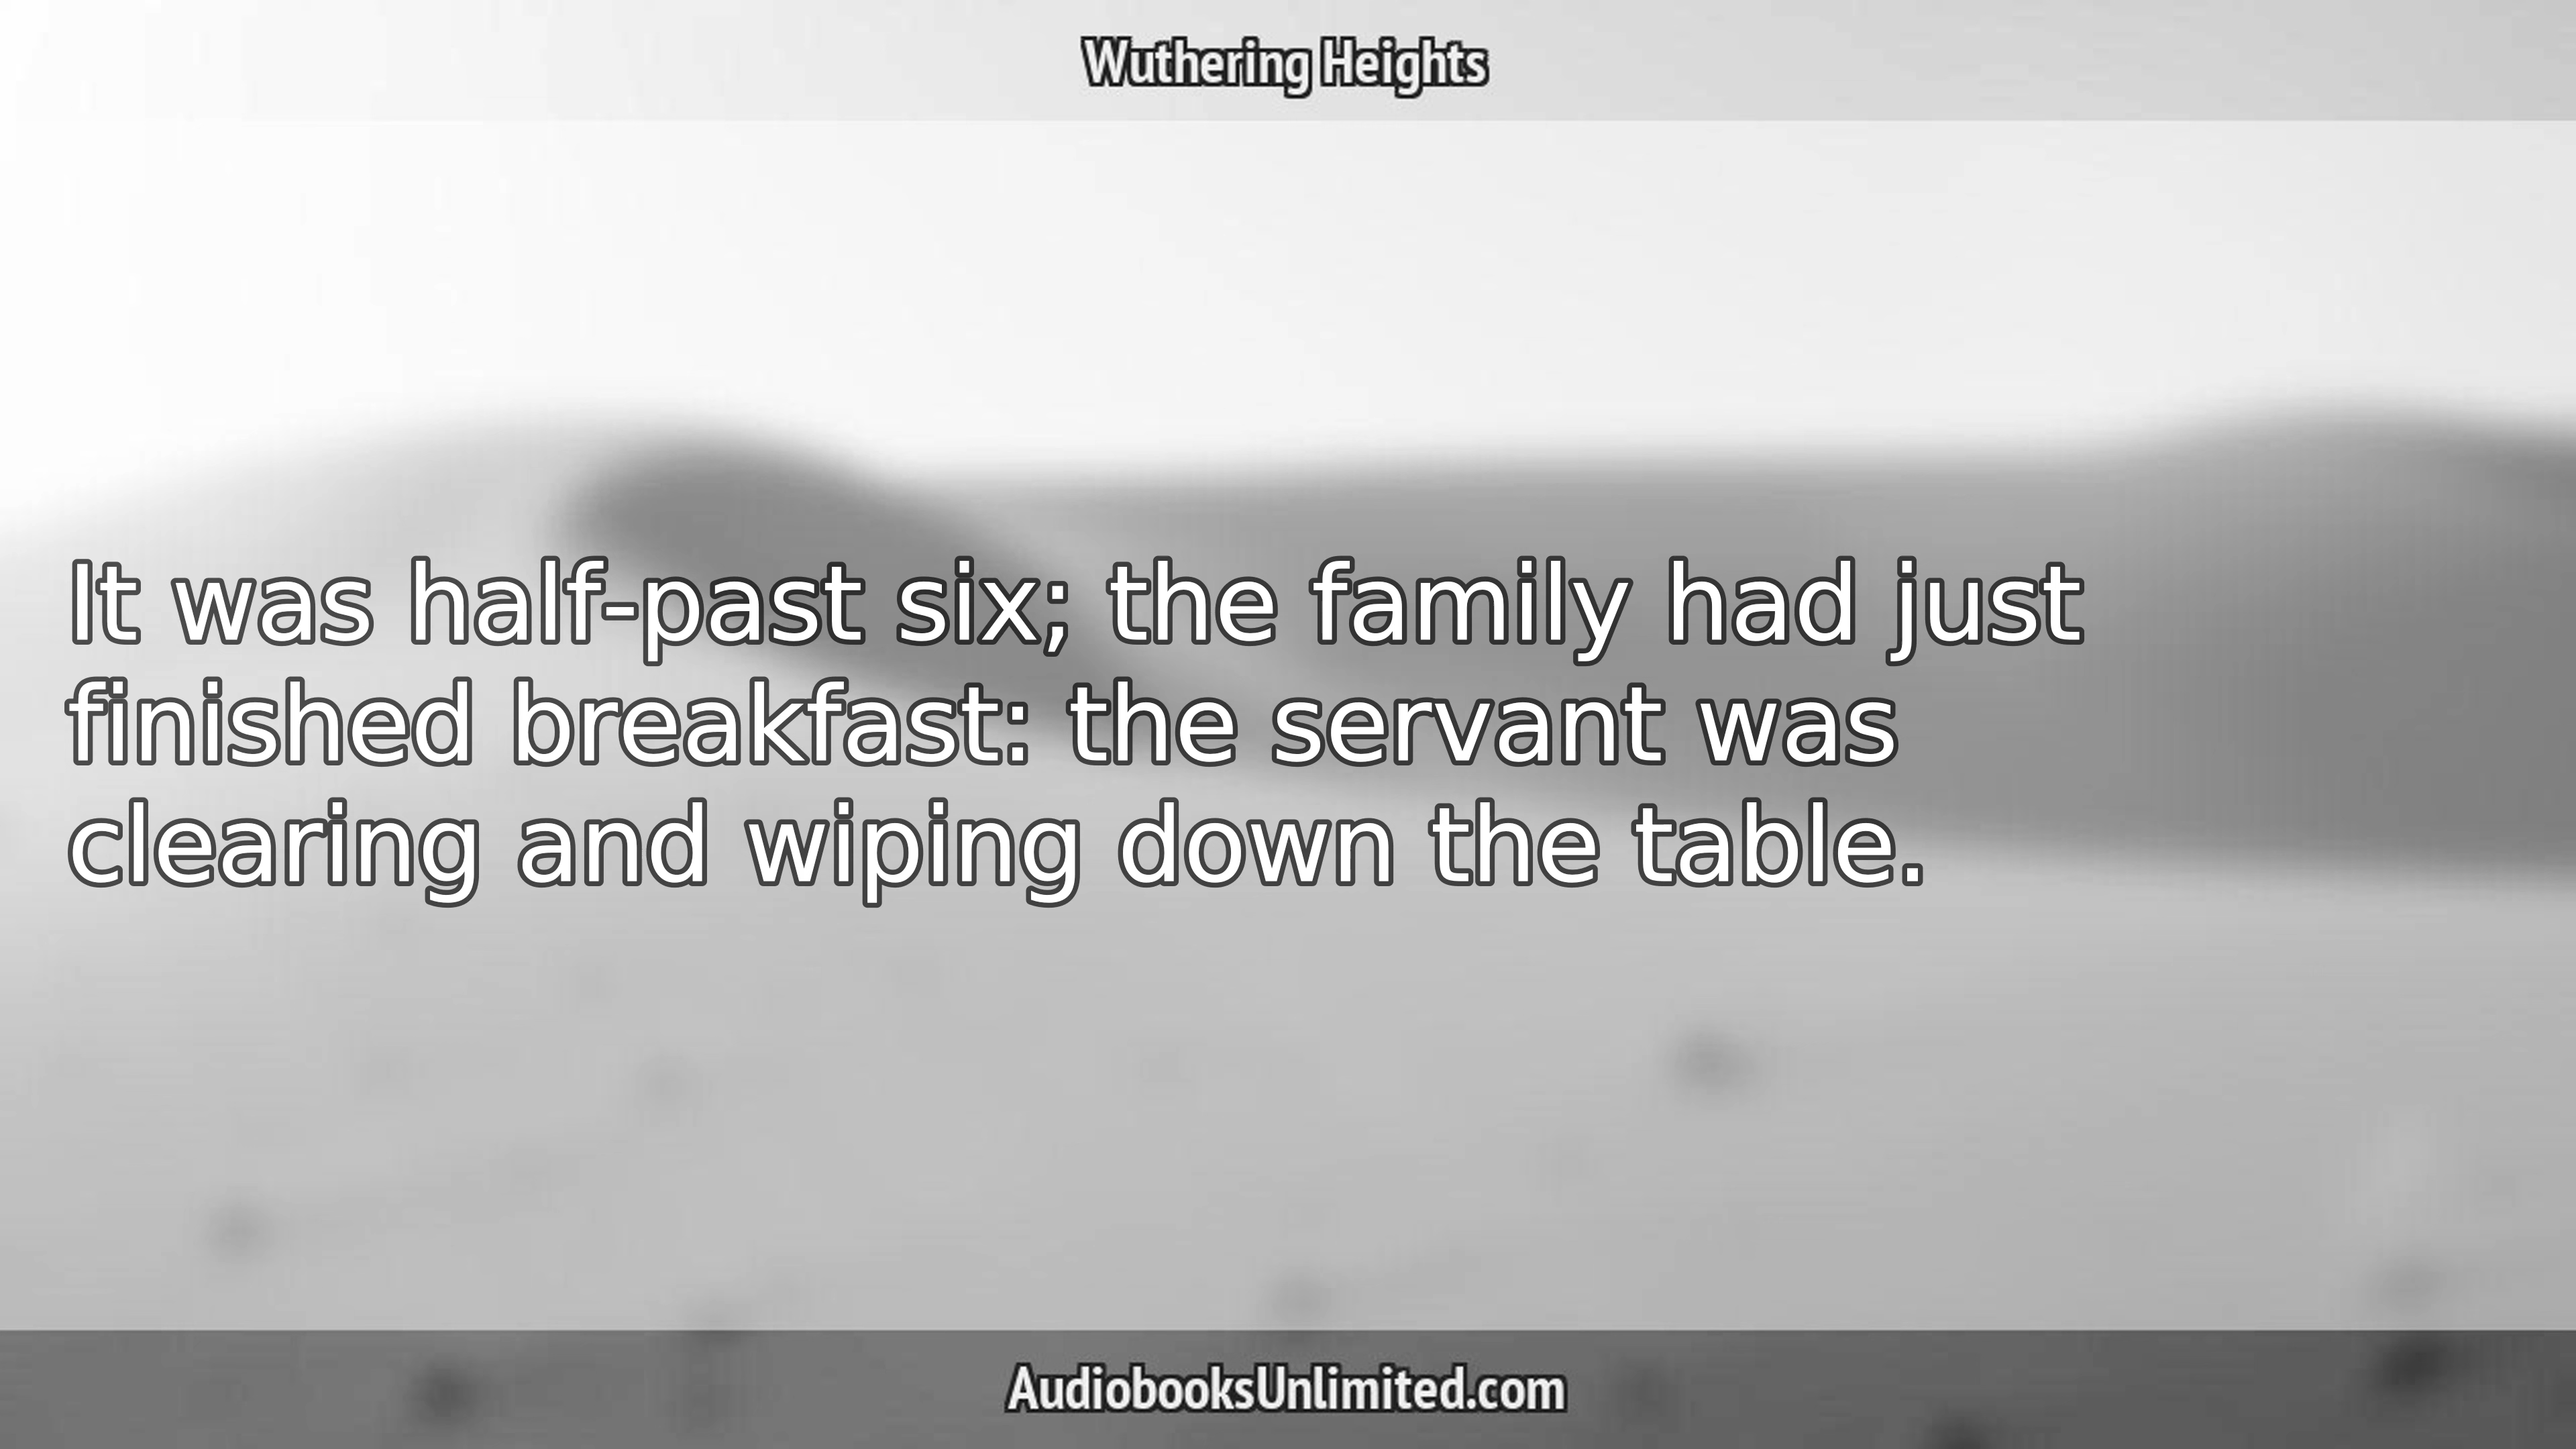 Wuthering Heights
It was half-past six; the family had just
finished breakfast: the servant was
clearing and wiping down the table.
AudiobooksUnlimited.com